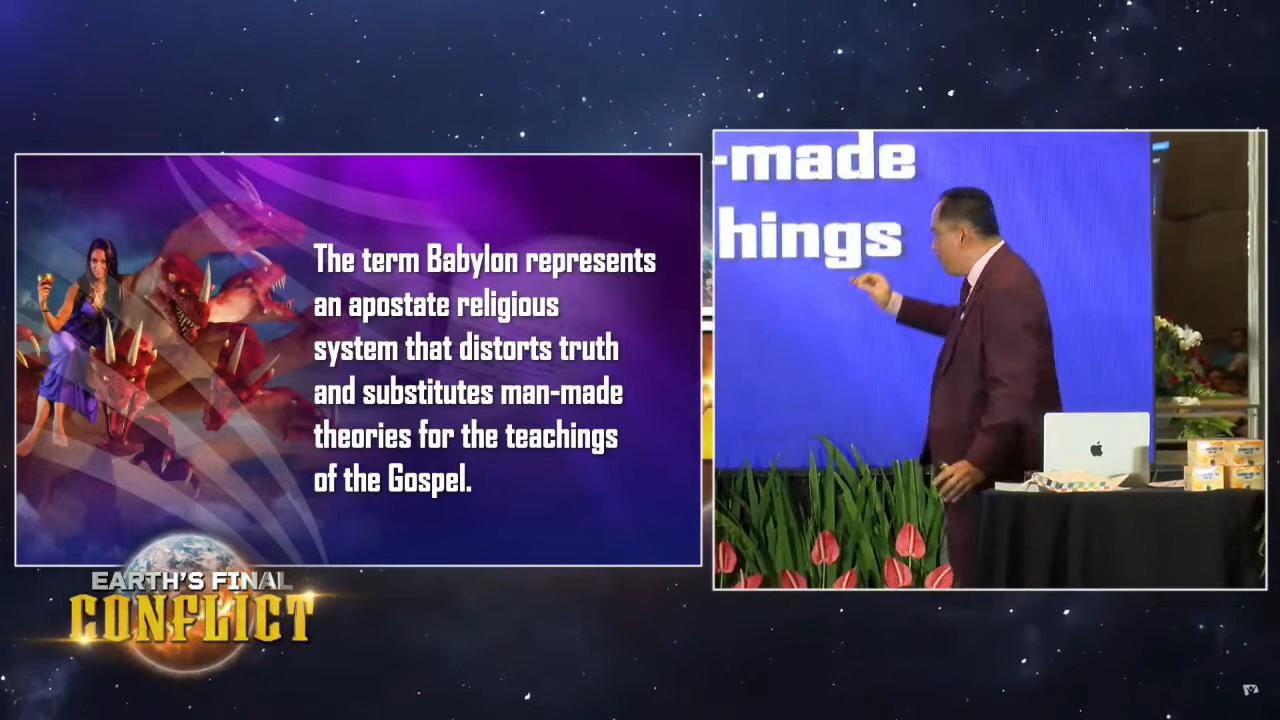 The term Babylon represents
an apostate religious
system that distorts truth
and substitutes man-made
theories for the teachings
of the Gospel.
-made
hings
EARTH'S FINAL
CONFLICT